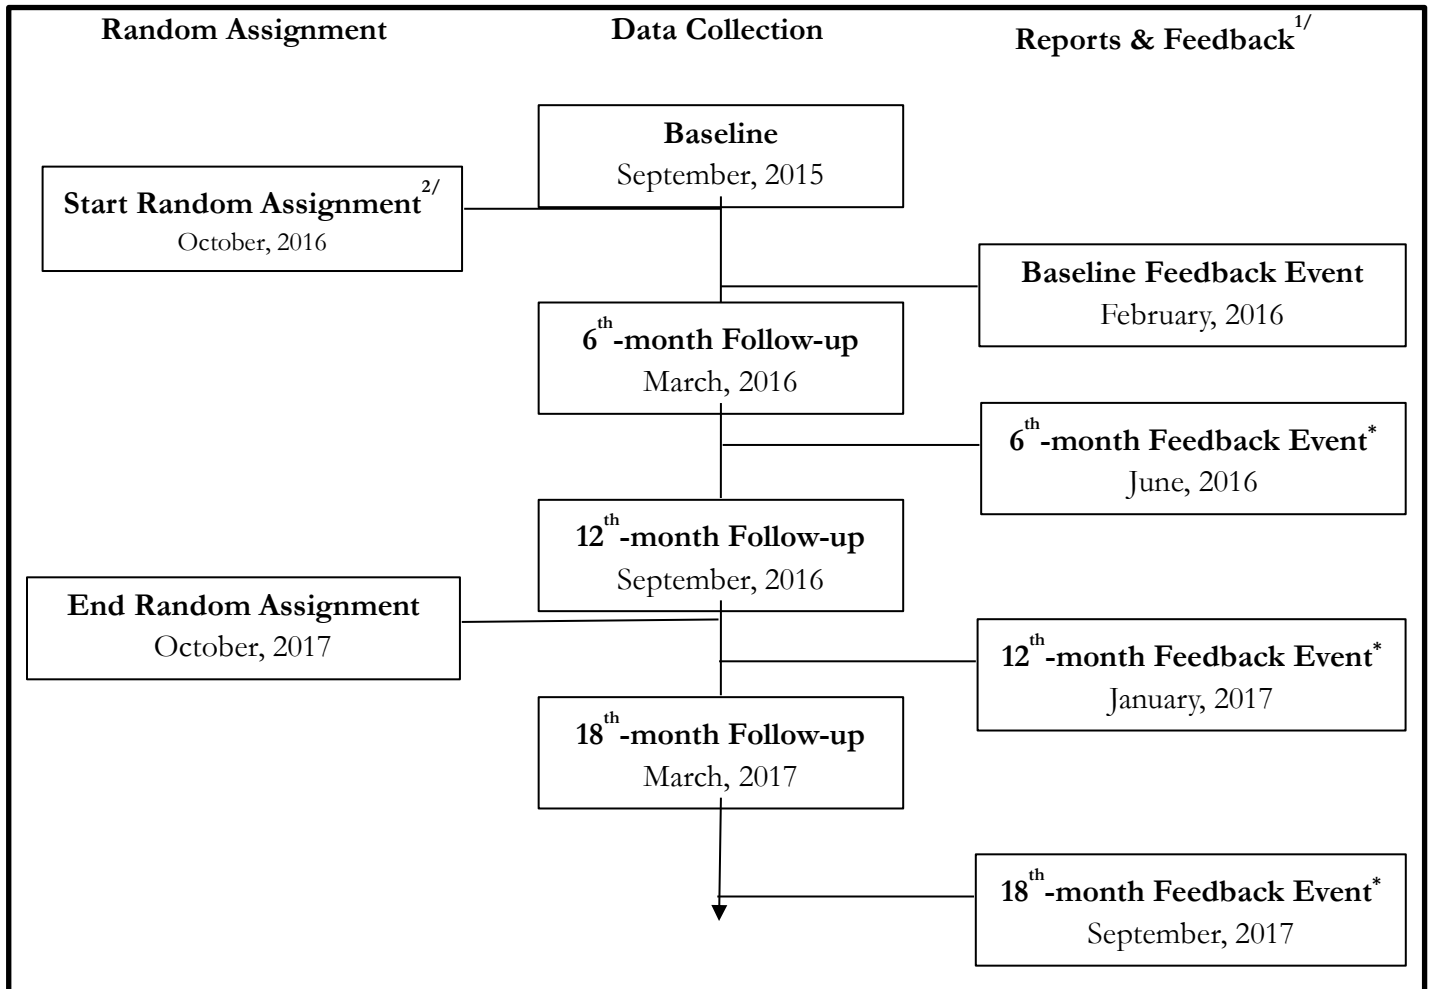 Random Assignment
Data Collection
Reports & Feedback1/
Baseline
September, 2015
Start Random Assignment2/
October, 2016
Baseline Feedback Event
February, 2016
6th-month Follow-up
March, 2016
6th-month Feedback Event*
June, 2016
12th-month Follow-up
September, 2016
End Random Assignment
October, 2017
12th-month Feedback Event*
January, 2017
18th-month Follow-up
March, 2017
18th-month Feedback Event*
September, 2017